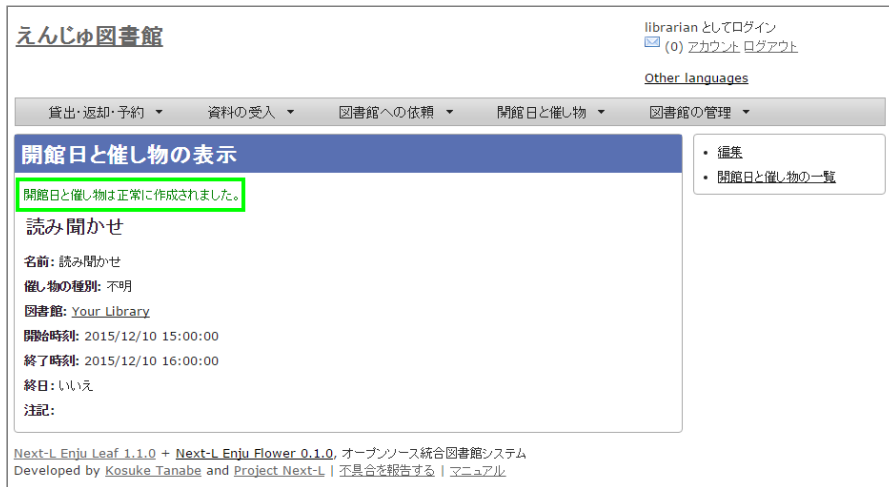 えんじゅ図書館
librarian としてログイン
(0) アカウント ログアウト
Other languages
貸出・返却・予約 ▼ 資料の受入 ▼ 図書館への依頼 ▼ 開館日と催し物 ▼ 図書館の管理 ▼
開館日と催し物の表示
開館日と催し物は正常に作成されました。
読み聞かせ
名前: 読み聞かせ
催し物の種別: 不明
図書館: Your Library
開始時刻: 2015/12/10 15:00:00
終了時刻: 2015/12/10 16:00:00
終日: いいえ
注記:
• 編集
• 開館日と催し物の一覧
Next-L Enju Leaf 1.1.0 + Next-L Enju Flower 0.1.0, オープンソース統合図書館システム
Developed by Kosuke Tanabe and Project Next-L | 不具合を報告する | マニュアル